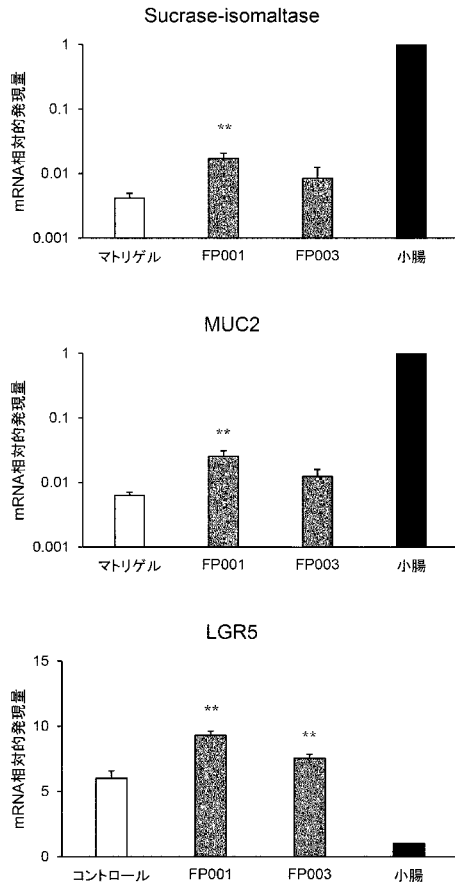 Sucrase-isomaltase
mRNA相対的発現量
1
0.1
0.01
0.001
**
マトリゲル FP001 FP003 小腸
MUC2
mRNA相対的発現量
1
0.1
0.01
0.001
**
マトリゲル FP001 FP003 小腸
LGR5
mRNA相対的発現量
15
10
5
0
** **
コントロール FP001 FP003 小腸